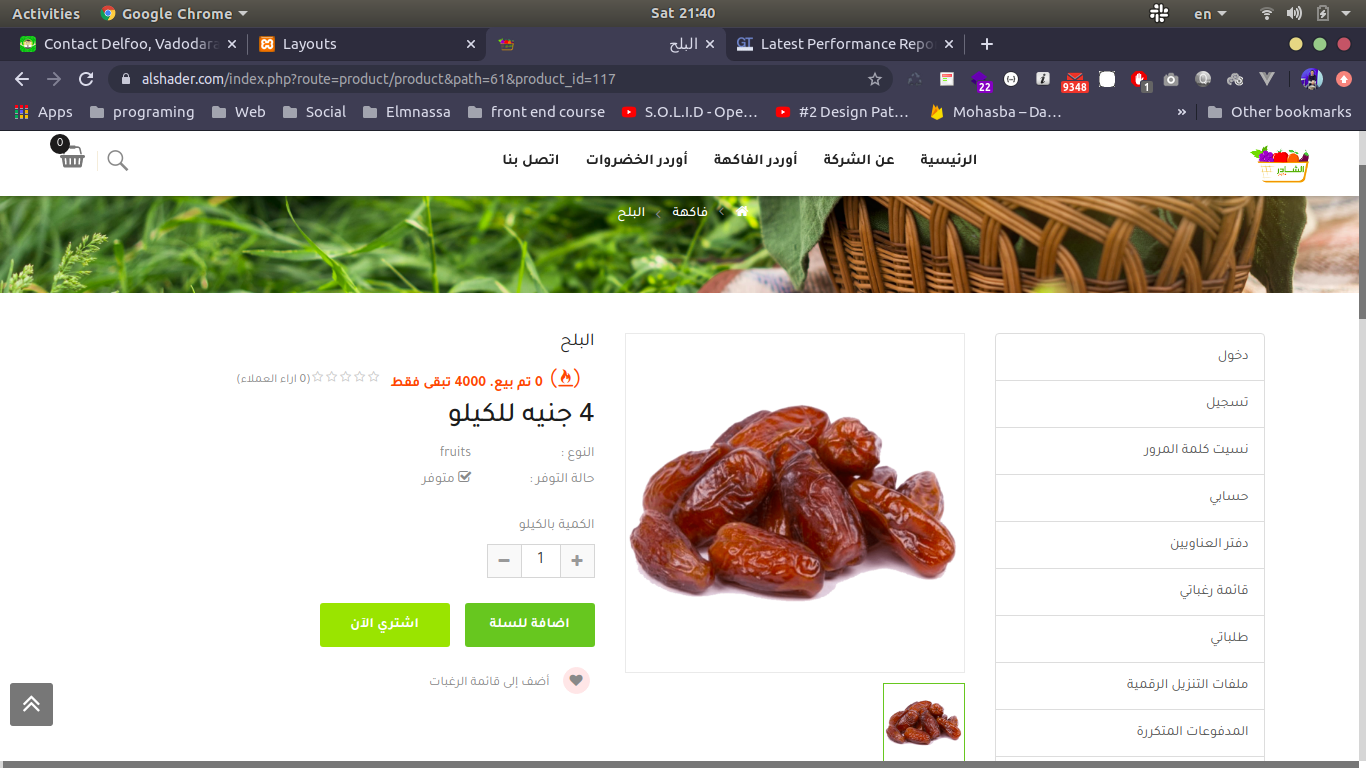 Activities Google Chrome Sat 21:40 en
Contact Delfoo, Vadodara Layouts البلح GT Latest Performance Repo
alshader.com/index.php?route=product/product&path=61&product_id=117 22 9348 1
Apps programing Web Social Elmnassa front end course S.O.L.I.D - Ope... #2 Design Pat... Mohasba – Da... » Other bookmarks
الشادر
الرئيسية عن الشركة أوردر الفاكهة أوردر الخضروات اتصل بنا
0
فاكهة البلح
دخول
تسجيل
نسيت كلمة المرور
حسابي
دفتر العناويين
قائمة رغباتي
طلباتي
ملفات التنزيل الرقمية
المدفوعات المتكررة
البلح
0 تم بيع. 4000 تبقى فقط (0 اراء العملاء)
4 جنيه للكيلو
النوع : fruits
حالة التوفر : متوفر
الكمية بالكيلو
1
اضافة للسلة اشتري الآن
أضف إلى قائمة الرغبات